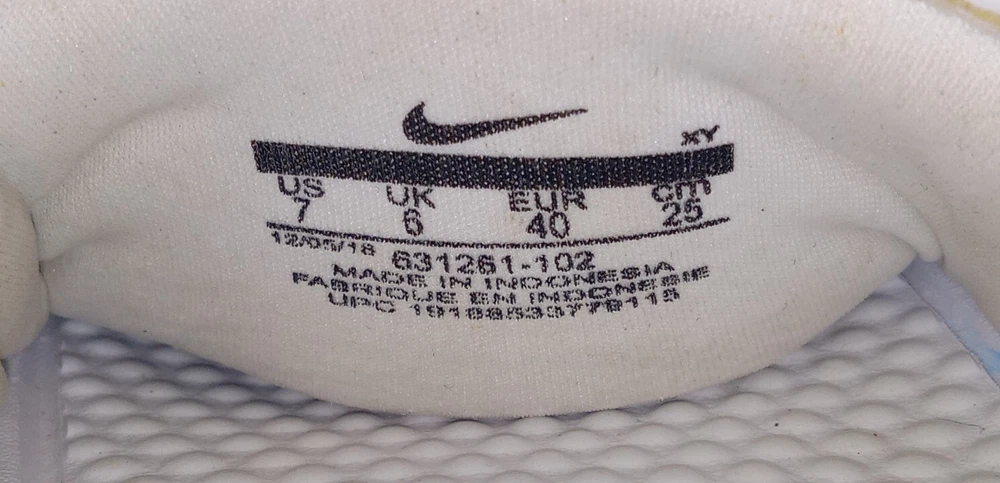 XY
US UK EUR cm
7 6 40 25
12/05/18 631261-102
MADE IN INDONESIA
FABRIQUE EN INDONESIE
UPC